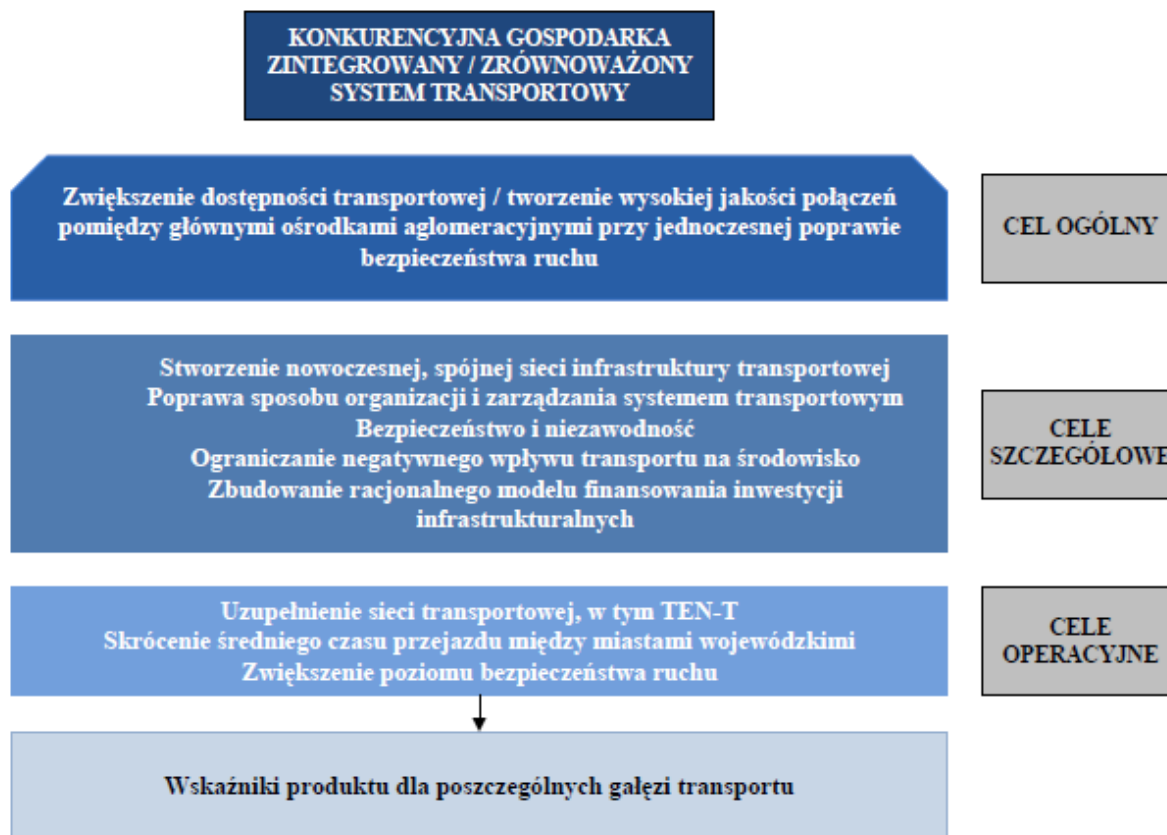 KONKURENCYJNA GOSPODARKA
ZINTEGROWANY / ZRÓWNOWAŻONY
SYSTEM TRANSPORTOWY
Zwiększenie dostępności transportowej / tworzenie wysokiej jakości połączeń
pomiędzy głównymi ośrodkami aglomeracyjnymi przy jednoczesnej poprawie
bezpieczeństwa ruchu
CEL OGÓLNY
Stworzenie nowoczesnej, spójnej sieci infrastruktury transportowej
Poprawa sposobu organizacji i zarządzania systemem transportowym
Bezpieczeństwo i niezawodność
Ograniczanie negatywnego wpływu transportu na środowisko
Zbudowanie racjonalnego modelu finansowania inwestycji
infrastrukturalnych
CELE
SZCZEGÓŁOWE
Uzupełnienie sieci transportowej, w tym TEN-T
Skrócenie średniego czasu przejazdu między miastami wojewódzkimi
Zwiększenie poziomu bezpieczeństwa ruchu
CELE
OPERACYJNE
Wskaźniki produktu dla poszczególnych gałęzi transportu